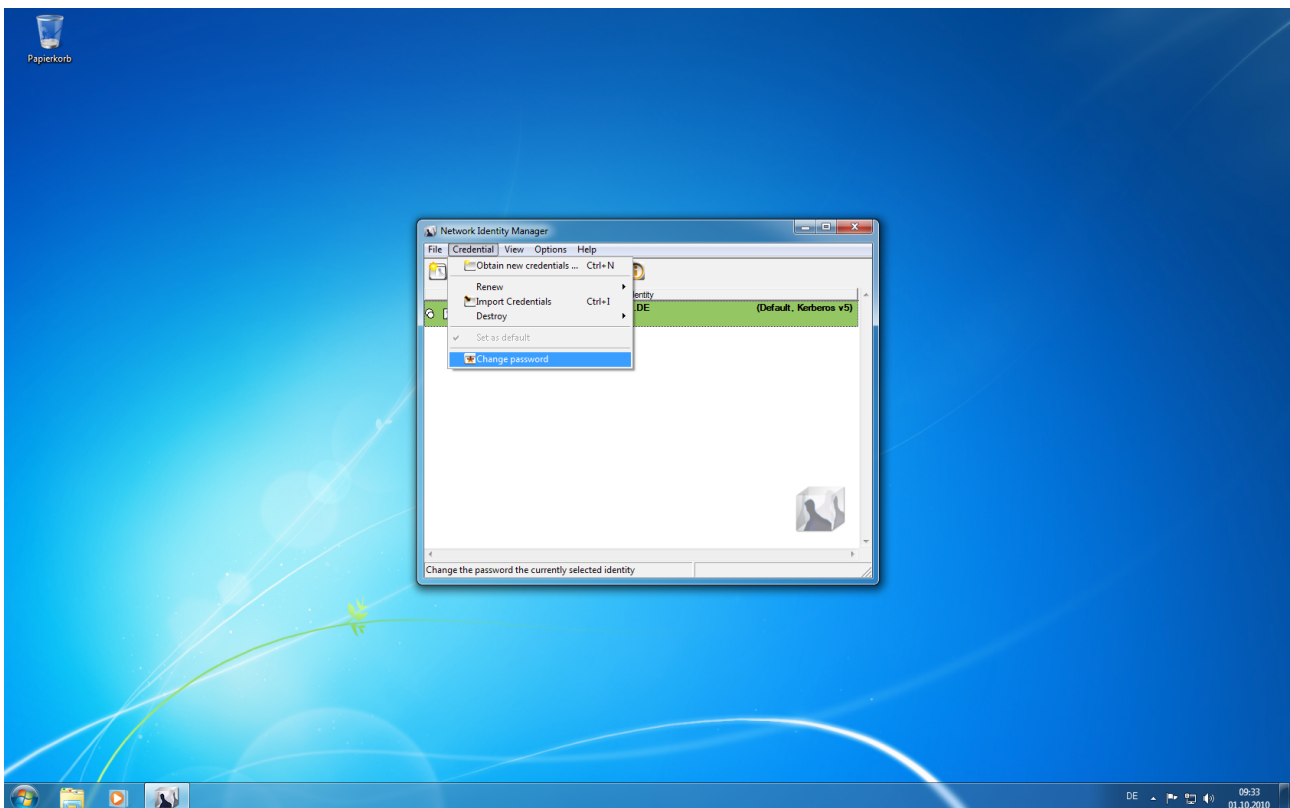 Papierkorb
Network Identity Manager
File Credential View Options Help
Obtain new credentials ... Ctrl+N
Renew
Import Credentials Ctrl+I
Destroy
Set as default
Change password
.DE (Default, Kerberos v5)
Change the password the currently selected identity
DE 09:33
01.10.2010